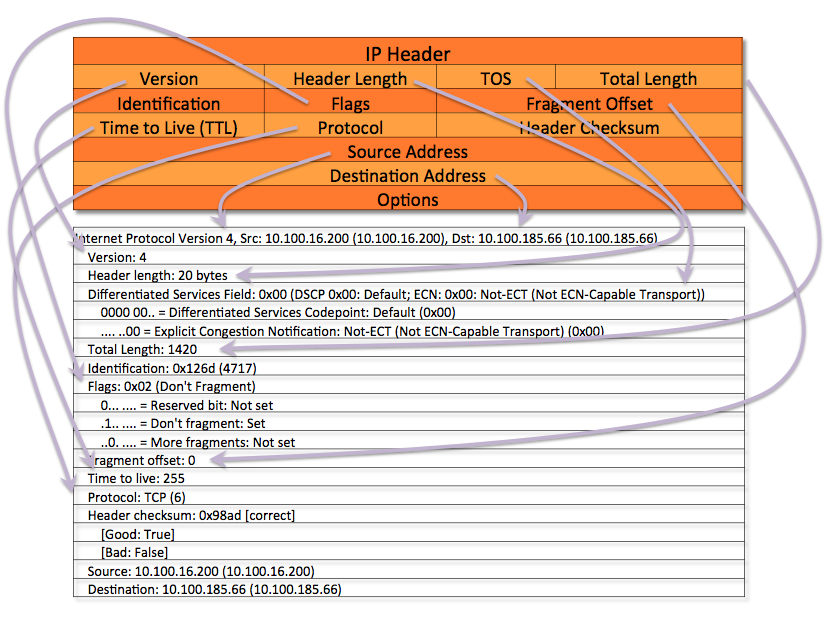 IP Header
Version Header Length TOS Total Length
Identification Flags Fragment Offset
Time to Live (TTL) Protocol Header Checksum
Source Address
Destination Address
Options
Internet Protocol Version 4, Src: 10.100.16.200 (10.100.16.200), Dst: 10.100.185.66 (10.100.185.66)
Version: 4
Header length: 20 bytes
Differentiated Services Field: 0x00 (DSCP 0x00: Default; ECN: 0x00: Not-ECT (Not ECN-Capable Transport))
0000 00.. = Differentiated Services Codepoint: Default (0x00)
.... ..00 = Explicit Congestion Notification: Not-ECT (Not ECN-Capable Transport) (0x00)
Total Length: 1420
Identification: 0x126d (4717)
Flags: 0x02 (Don't Fragment)
0... .... = Reserved bit: Not set
.1.. .... = Don't fragment: Set
..0. .... = More fragments: Not set
Fragment offset: 0
Time to live: 255
Protocol: TCP (6)
Header checksum: 0x98ad [correct]
[Good: True]
[Bad: False]
Source: 10.100.16.200 (10.100.16.200)
Destination: 10.100.185.66 (10.100.185.66)